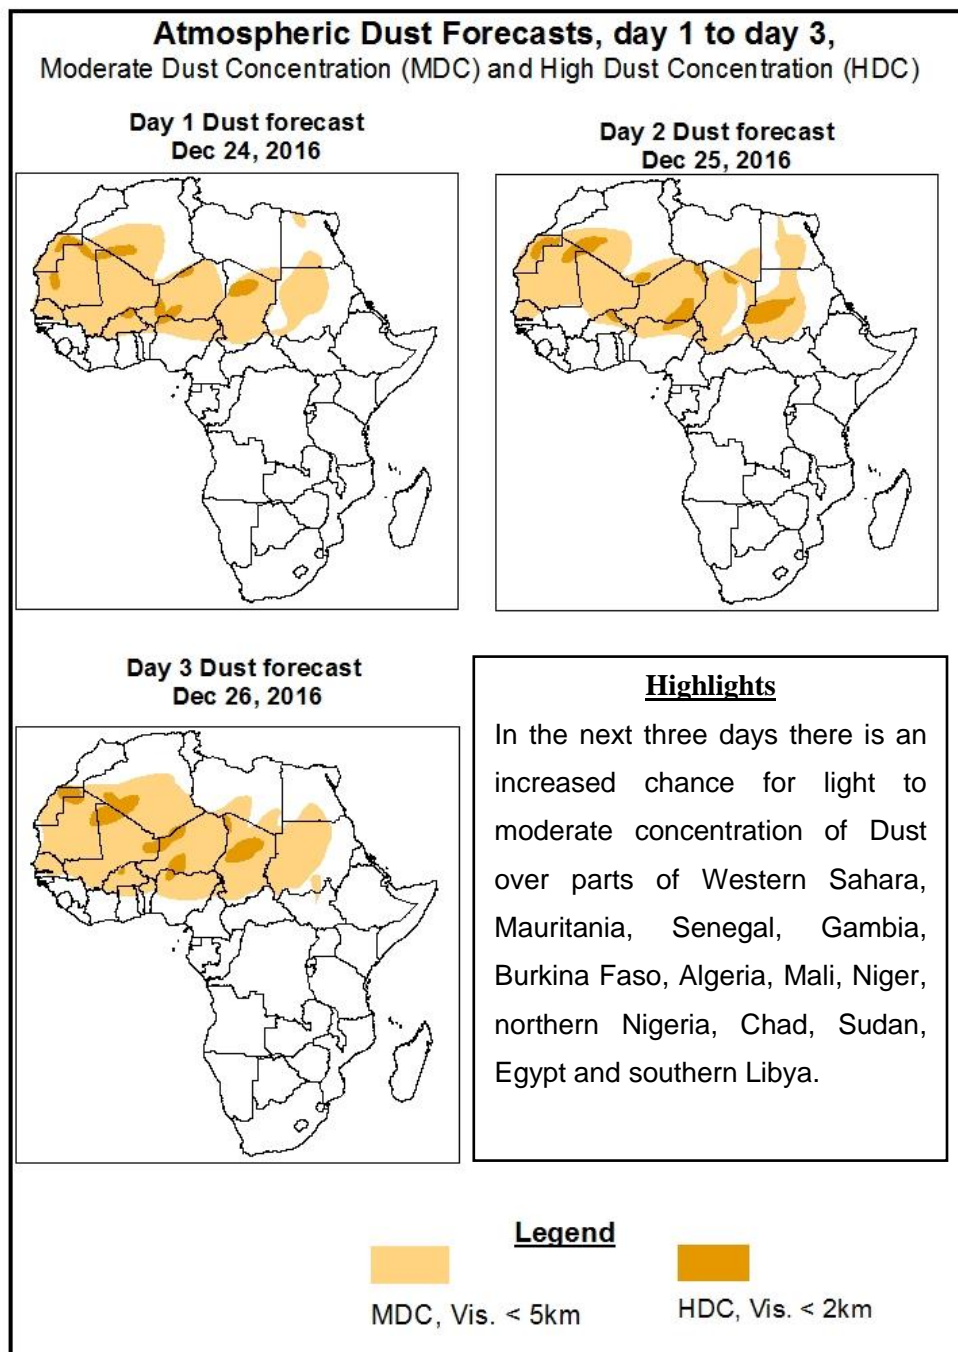 Atmospheric Dust Forecasts, day 1 to day 3,
Moderate Dust Concentration (MDC) and High Dust Concentration (HDC)
Day 1 Dust forecast
Dec 24, 2016
Day 2 Dust forecast
Dec 25, 2016
Day 3 Dust forecast
Dec 26, 2016
Highlights
In the next three days there is an
increased chance for light to
moderate concentration of Dust
over parts of Western Sahara,
Mauritania, Senegal, Gambia,
Burkina Faso, Algeria, Mali, Niger,
northern Nigeria, Chad, Sudan,
Egypt and southern Libya.
Legend
MDC, Vis. < 5km
HDC, Vis. < 2km